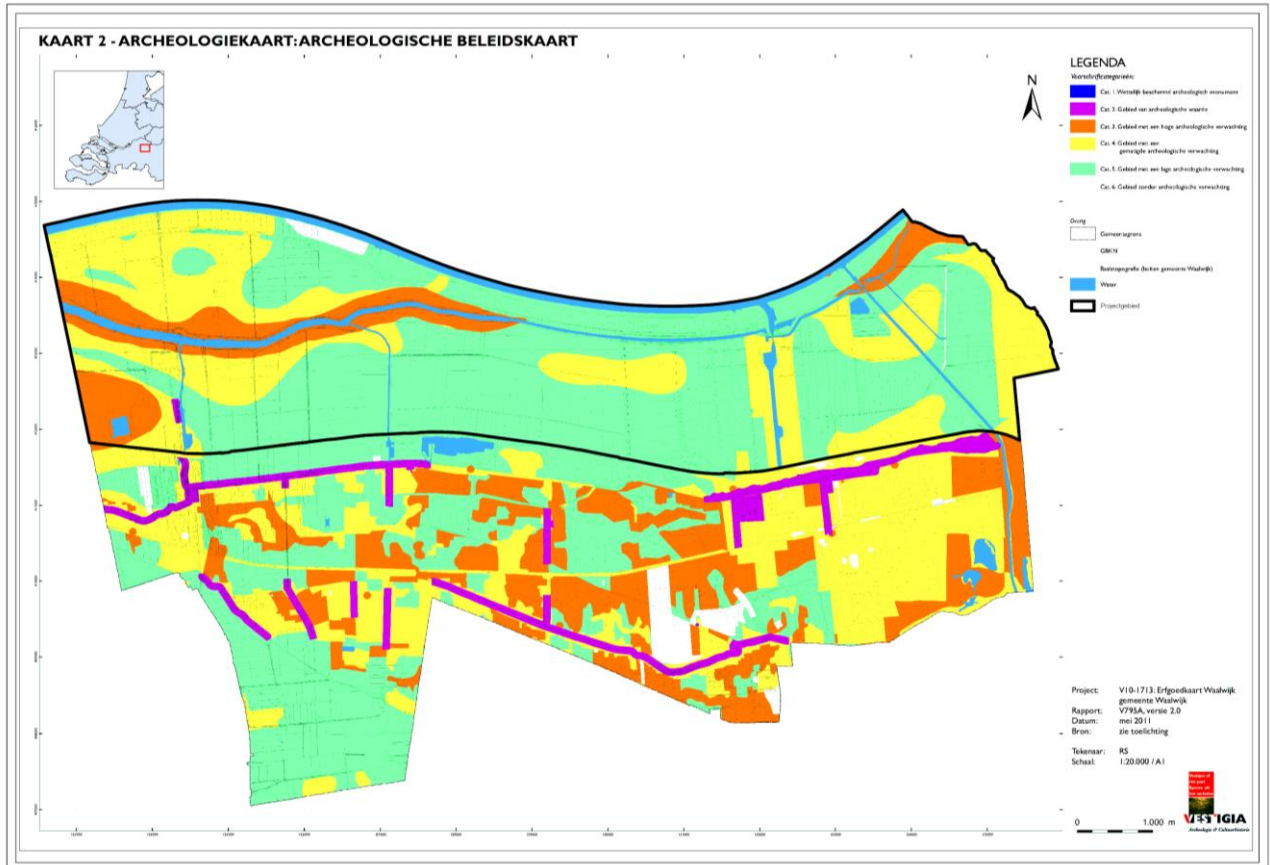 KAART 2 - ARCHEOLOGIEKAART: ARCHEOLOGISCHE BELEIDSKAART
N
LEGENDA
Voorschriftcategorieën:
Cat. 1. Wettelijk beschermd archeologisch monument
Cat. 2. Gebied van archeologische waarde
Cat. 3. Gebied met een hoge archeologische verwachting
Cat. 4. Gebied met een
gematigde archeologische verwachting
Cat. 5. Gebied met een lage archeologische verwachting
Cat. 6. Gebied zonder archeologische verwachting
Overig
Gemeentegrens
GBKN
Basistopografie (buiten gemeente Waalwijk)
Water
Projectgebied
Project: V10-1713: Erfgoedkaart Waalwijk
gemeente Waalwijk
Rapport: V795A, versie 2.0
Datum: mei 2011
Bron: zie toelichting
Tekenaar: RS
Schaal: 1:20.000 / A1
0 1.000 m
VESTIGIA
Archeologie & Cultuurhistorie